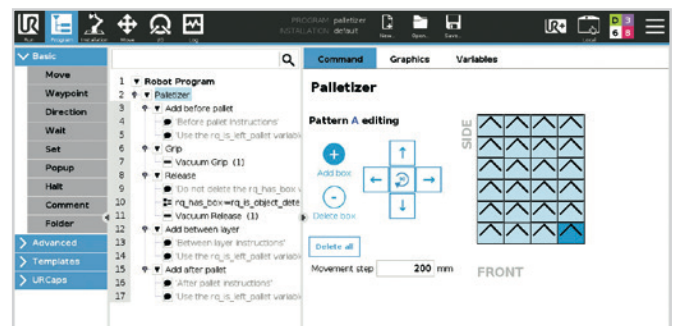 PROGRAM palletizer
INSTALLATION default
Run
Program
Installation
Move
I/O
Log
New...
Open...
Save...
Local
Basic
Move
Waypoint
Direction
Wait
Set
Popup
Halt
Comment
Folder
Advanced
Templates
URCaps
1 Robot Program
2 Palletizer
3 Add before pallet
4 'Before pallet instructions'
5 'Use the rq_is_left_pallet variabl
6 Grip
7 Vacuum Grip (1)
8 Release
9 'Do not delete the rq_has_box v
10 rq_has_box=rq_is_object_dete
11 Vacuum Release (1)
12 Add between layer
13 'Between layer instructions'
14 'Use the rq_is_left_pallet variabl
15 Add after pallet
16 'After pallet instructions'
17 'Use the rq_is_left_pallet variabl
Command Graphics Variables
Palletizer
Pattern A editing
Add box
Delete box
Delete all
Movement step 200 mm
SIDE
FRONT